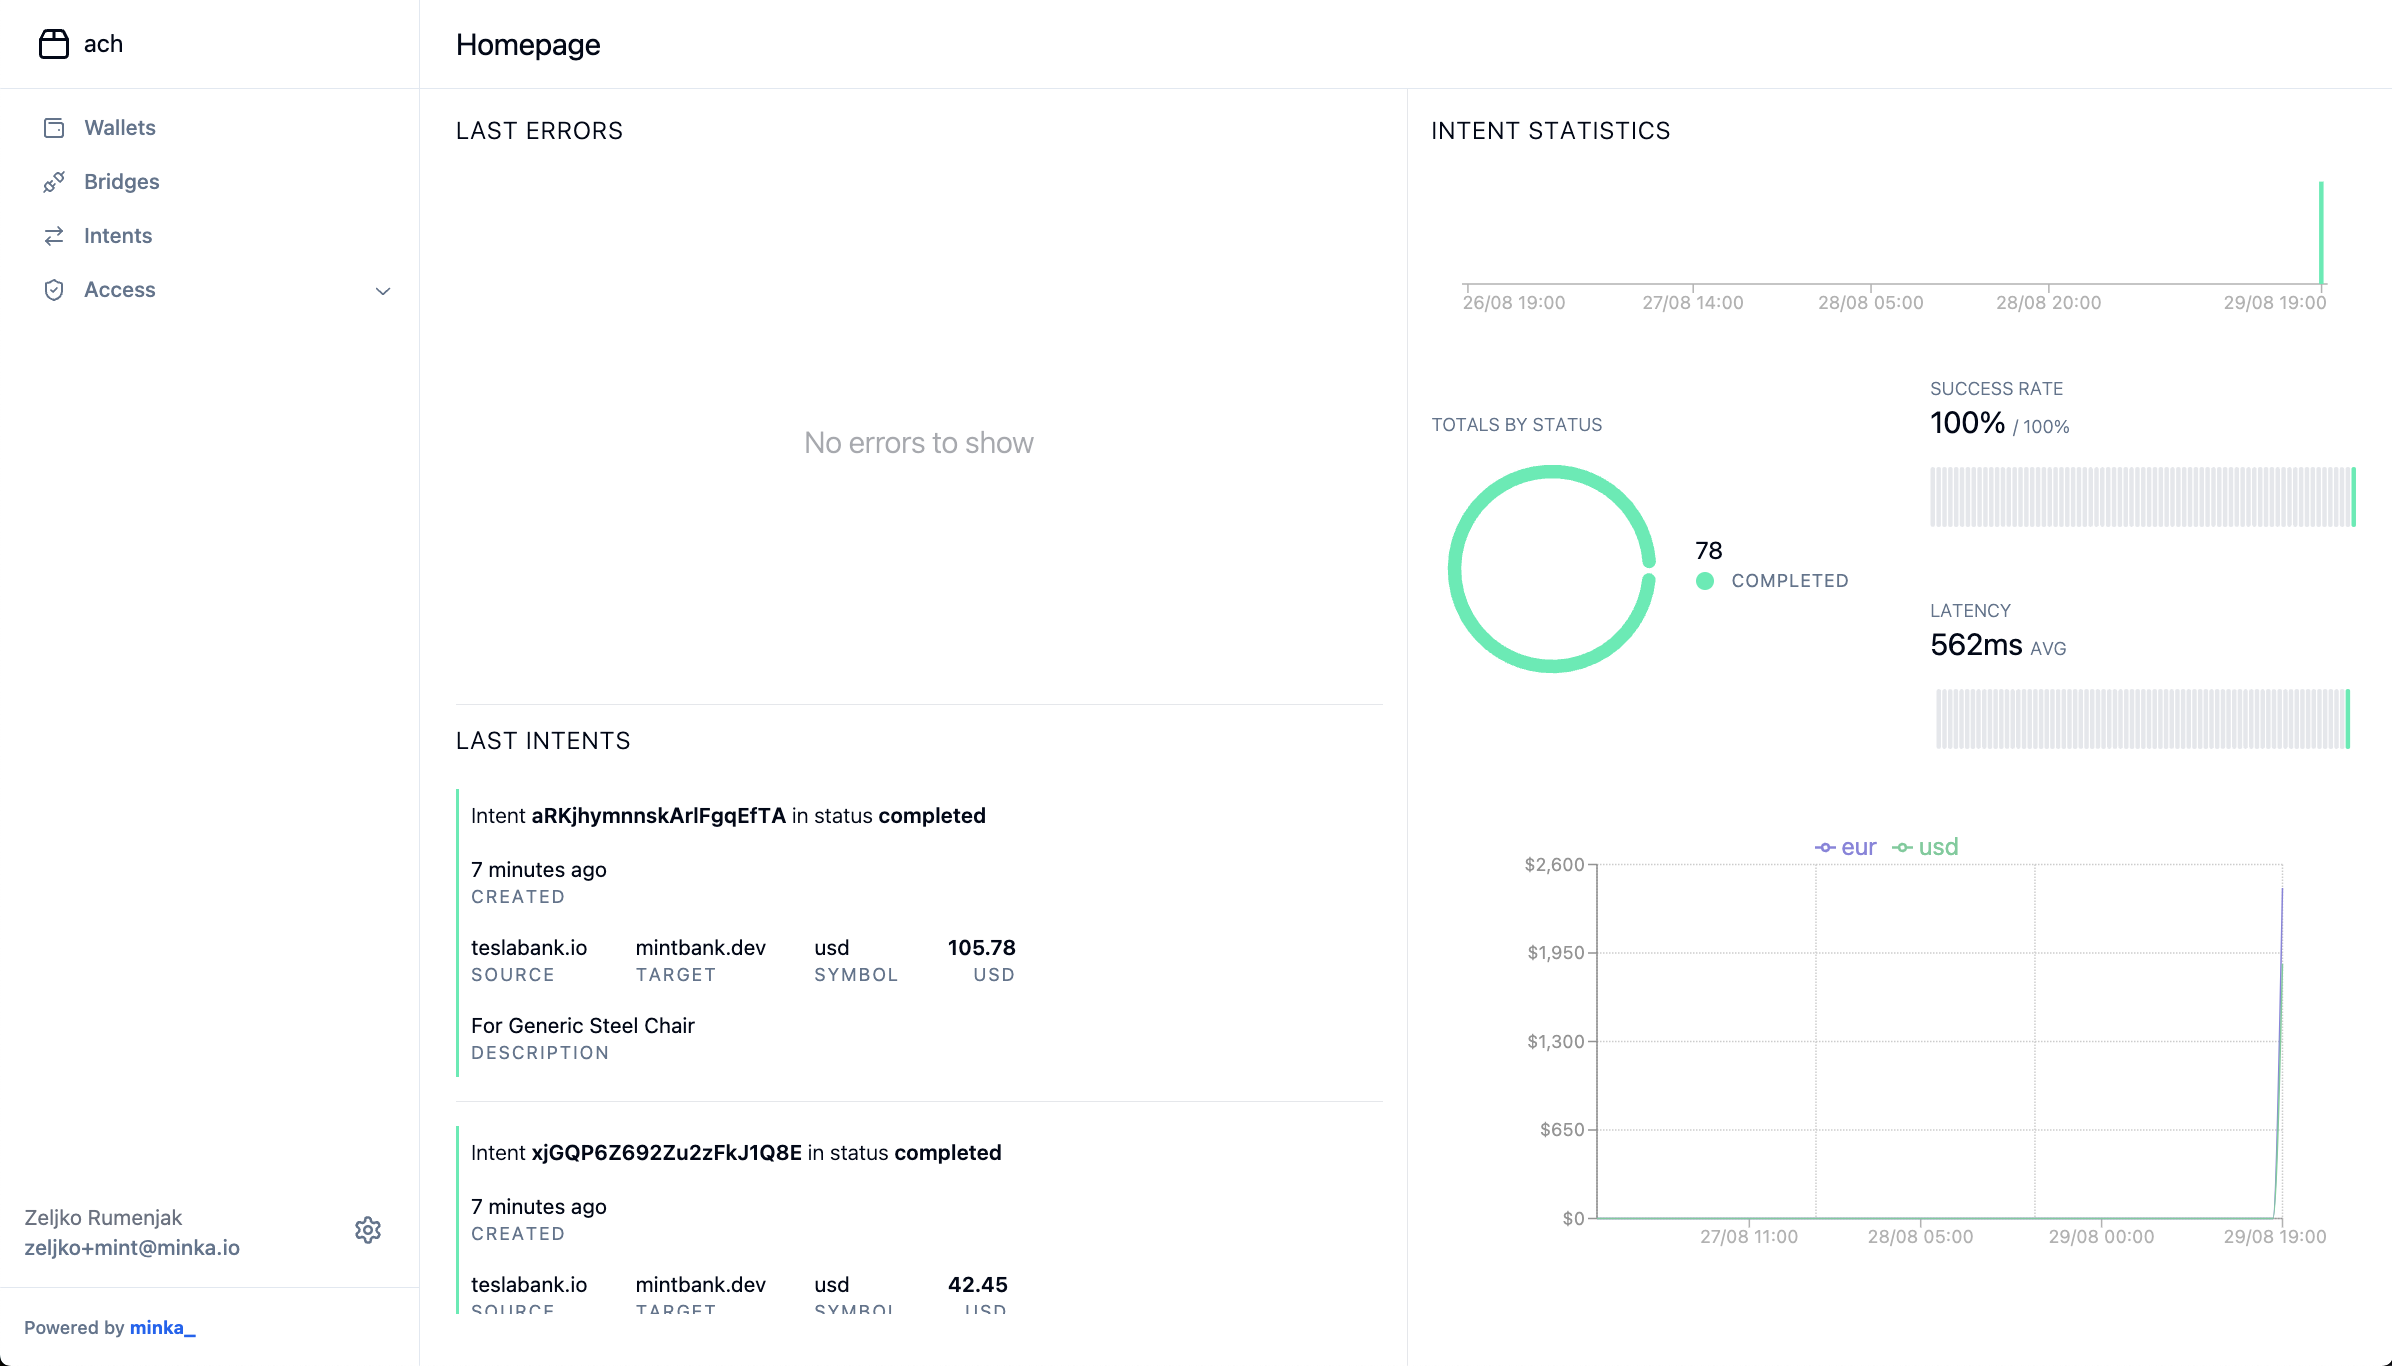 ach
Homepage
Wallets
Bridges
Intents
Access
Zeljko Rumenjak
zeljko+mint@minka.io
Powered by minka_
LAST ERRORS
No errors to show
LAST INTENTS
Intent aRKjhymnnskArlFgqEfTA in status completed
7 minutes ago
CREATED
teslabank.io mintbank.dev usd 105.78
SOURCE TARGET SYMBOL USD
For Generic Steel Chair
DESCRIPTION
Intent xjGQP6Z692Zu2zFkJ1Q8E in status completed
7 minutes ago
CREATED
teslabank.io mintbank.dev usd 42.45
SOURCE TARGET SYMBOL USD
INTENT STATISTICS
26/08 19:00 27/08 14:00 28/08 05:00 28/08 20:00 29/08 19:00
TOTALS BY STATUS
78
COMPLETED
SUCCESS RATE
100% / 100%
LATENCY
562ms AVG
eur usd
$2,600
$1,950
$1,300
$650
$0
27/08 11:00 28/08 05:00 29/08 00:00 29/08 19:00